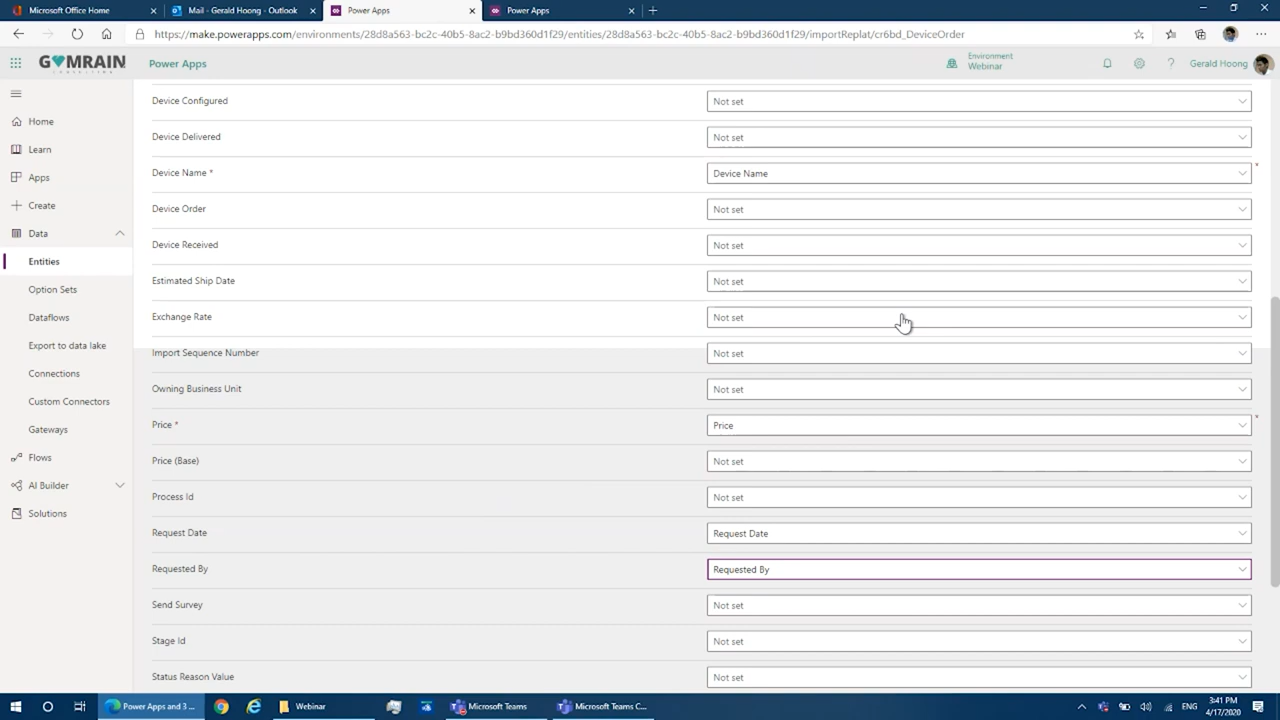 Microsoft Office Home
Mail - Gerald Hoong - Outlook
Power Apps
Power Apps
https://make.powerapps.com/environments/28d8a563-bc2c-40b5-8ac2-b9bd360d1f29/entities/28d8a563-bc2c-40b5-8ac2-b9bd360d1f29/importReplat/cr6bd_DeviceOrder
GOMRAIN
CONSULTING
Power Apps
Environment
Webinar
Gerald Hoong
Home
Learn
Apps
Create
Data
Entities
Option Sets
Dataflows
Export to data lake
Connections
Custom Connectors
Gateways
Flows
AI Builder
Solutions
Device Configured Not set
Device Delivered Not set
Device Name * Device Name *
Device Order Not set
Device Received Not set
Estimated Ship Date Not set
Exchange Rate Not set
Import Sequence Number Not set
Owning Business Unit Not set
Price * Price *
Price (Base) Not set
Process Id Not set
Request Date Request Date
Requested By Requested By
Send Survey Not set
Stage Id Not set
Status Reason Value Not set
Power Apps and 3 ...
Webinar
Microsoft Teams
Microsoft Teams C...
ENG
3:41 PM
4/17/2020